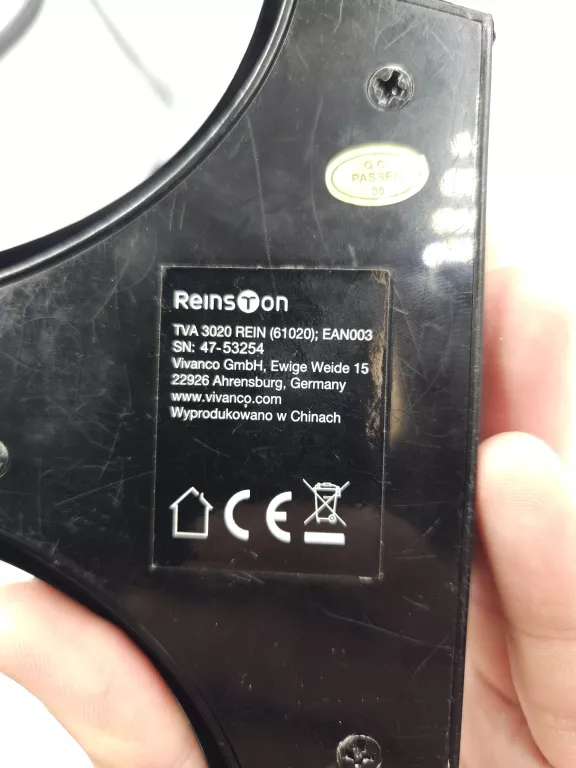 Q.C.
PASSED
05
ReinsTon
TVA 3020 REIN (61020); EAN003
SN: 47-53254
Vivanco GmbH, Ewige Weide 15
22926 Ahrensburg, Germany
www.vivanco.com
Wyprodukowano w Chinach
CE